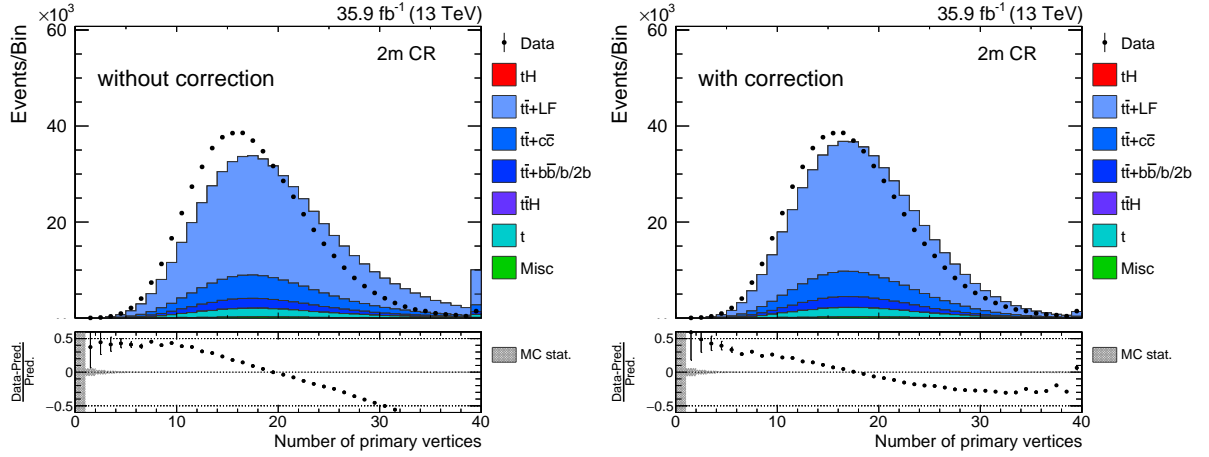 ×10³ 35.9 fb⁻¹ (13 TeV)
60
40
20
Events/Bin
2m CR
without correction
Data
tH
tt̄+LF
tt̄+cc̄
tt̄+bb̄/b/2b
tt̄H
t
Misc
0.5
0
−0.5
Data-Pred.
Pred.
MC stat.
0 10 20 30 40
Number of primary vertices
×10³ 35.9 fb⁻¹ (13 TeV)
60
40
20
Events/Bin
2m CR
with correction
Data
tH
tt̄+LF
tt̄+cc̄
tt̄+bb̄/b/2b
tt̄H
t
Misc
0.5
0
−0.5
Data-Pred.
Pred.
MC stat.
0 10 20 30 40
Number of primary vertices